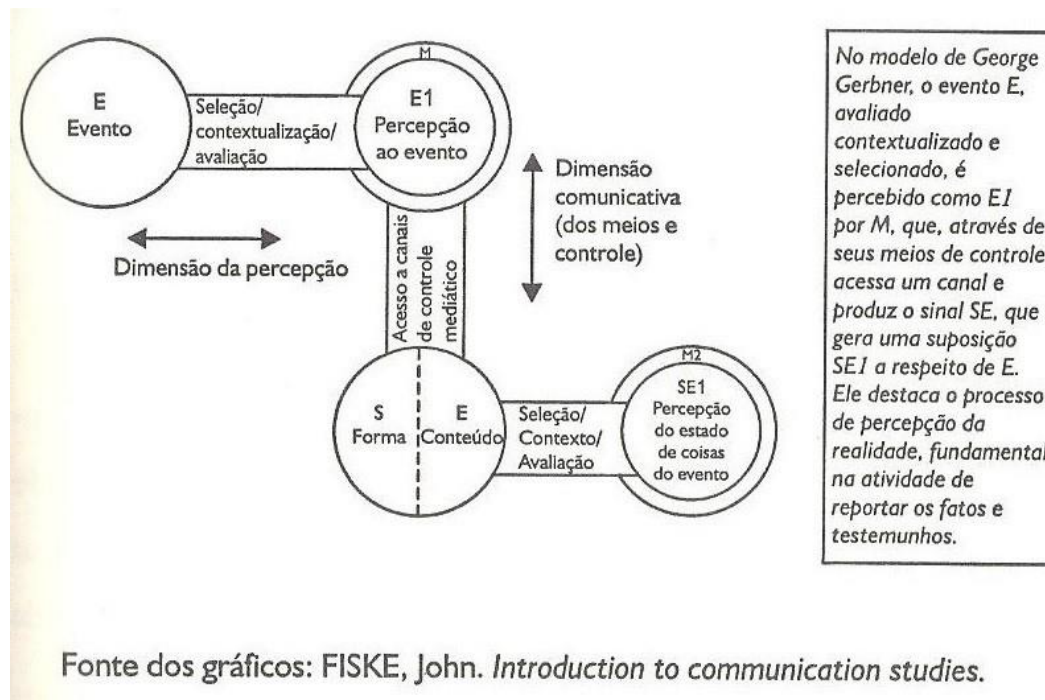 E
Evento
Seleção/
contextualização/
avaliação
M
E1
Percepção
ao evento
Dimensão da percepção
Dimensão
comunicativa
(dos meios e
controle)
Acesso a canais
de controle
mediático
S
Forma
E
Conteúdo
Seleção/
Contexto/
Avaliação
M2
SE1
Percepção
do estado
de coisas
do evento
No modelo de George
Gerbner, o evento E,
avaliado
contextualizado e
selecionado, é
percebido como E1
por M, que, através de
seus meios de controle
acessa um canal e
produz o sinal SE, que
gera uma suposição
SE1 a respeito de E.
Ele destaca o processo
de percepção da
realidade, fundamental
na atividade de
reportar os fatos e
testemunhos.
Fonte dos gráficos: FISKE, John. Introduction to communication studies.